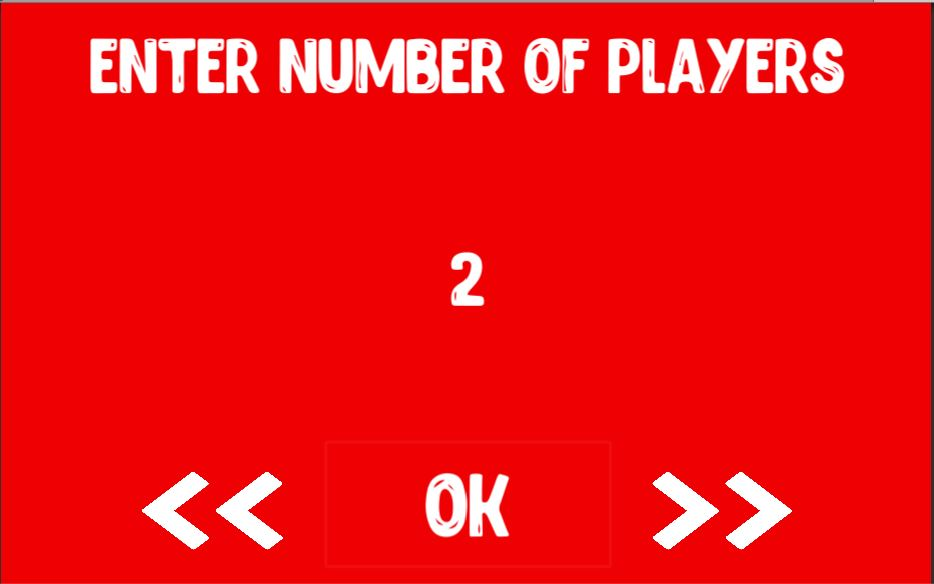 ENTER NUMBER OF PLAYERS
2
<< OK >>